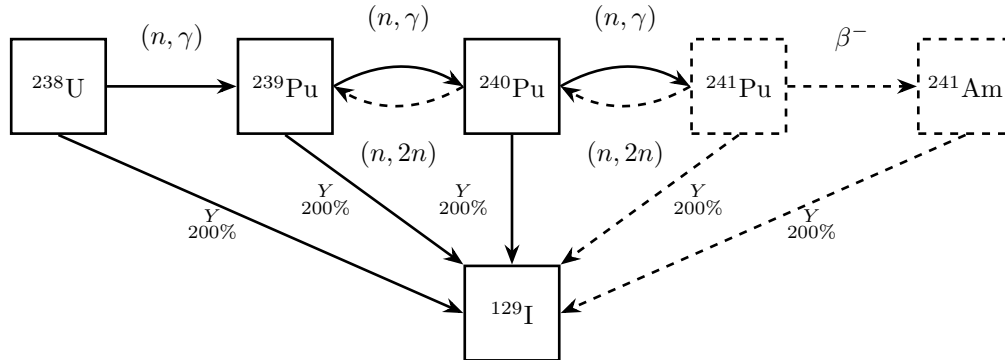 (n, γ) (n, γ) (n, γ) β⁻
²³⁸U ²³⁹Pu ²⁴⁰Pu ²⁴¹Pu ²⁴¹Am
(n, 2n) (n, 2n)
Y Y Y Y Y
200% 200% 200% 200% 200%
¹²⁹I